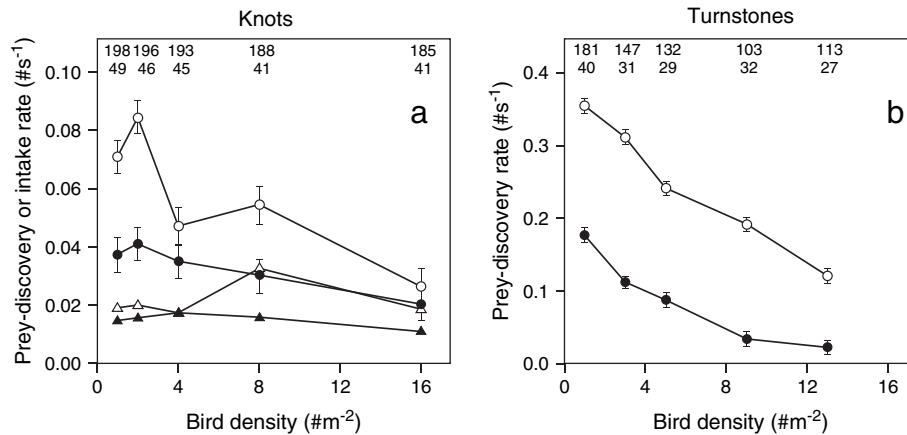 Knots
198 196 193 188 185
49 46 45 41 41
a
0.10
0.08
0.06
0.04
0.02
0.00
Prey-discovery or intake rate (#s-1)
0 4 8 12 16
Bird density (#m-2)
Turnstones
181 147 132 103 113
40 31 29 32 27
b
0.4
0.3
0.2
0.1
0.0
Prey-discovery rate (#s-1)
0 4 8 12 16
Bird density (#m-2)